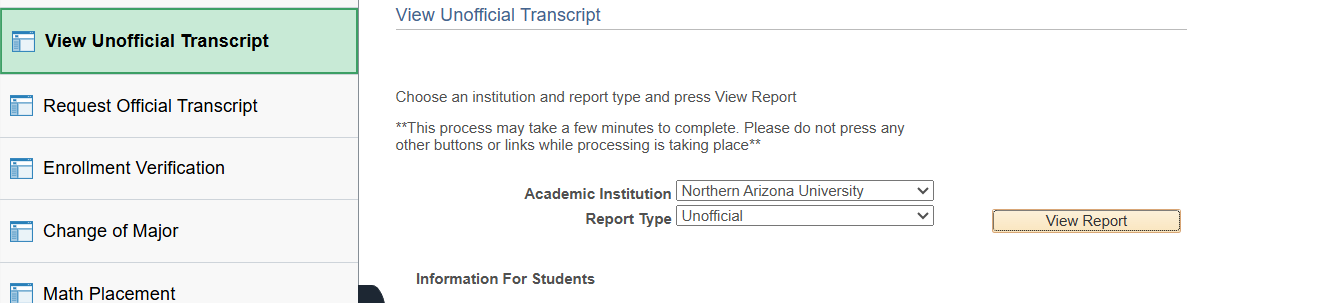 View Unofficial Transcript
Request Official Transcript
Enrollment Verification
Change of Major
Math Placement
View Unofficial Transcript
Choose an institution and report type and press View Report
**This process may take a few minutes to complete. Please do not press any
other buttons or links while processing is taking place**
Academic Institution Northern Arizona University
Report Type Unofficial
View Report
Information For Students